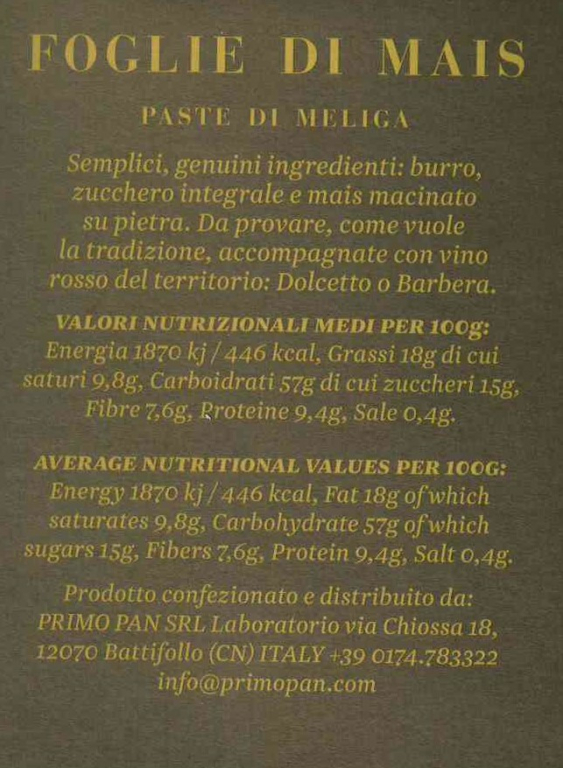 FOGLIE DI MAIS
PASTE DI MELIGA
Semplici, genuini ingredienti: burro,
zucchero integrale e mais macinato
su pietra. Da provare, come vuole
la tradizione, accompagnate con vino
rosso del territorio: Dolcetto o Barbera.
VALORI NUTRIZIONALI MEDI PER 100g:
Energia 1870 kj / 446 kcal, Grassi 18g di cui
saturi 9,8g, Carboidrati 57g di cui zuccheri 15g,
Fibre 7,6g, Proteine 9,4g, Sale 0,4g.
AVERAGE NUTRITIONAL VALUES PER 100G:
Energy 1870 kj / 446 kcal, Fat 18g of which
saturates 9,8g, Carbohydrate 57g of which
sugars 15g, Fibers 7,6g, Protein 9,4g, Salt 0,4g.
Prodotto confezionato e distribuito da:
PRIMO PAN SRL Laboratorio via Chiossa 18,
12070 Battifollo (CN) ITALY +39 0174.783322
info@primopan.com